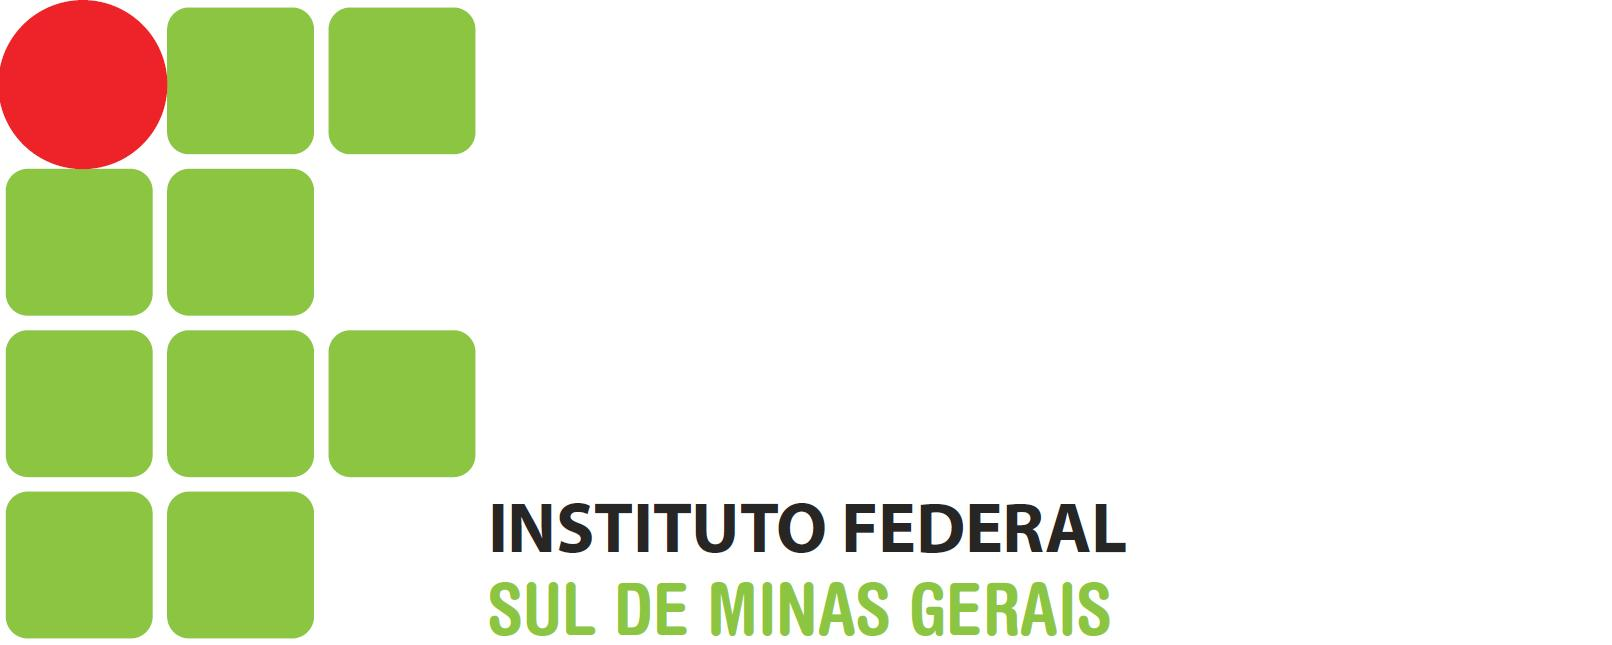 INSTITUTO FEDERAL
SUL DE MINAS GERAIS